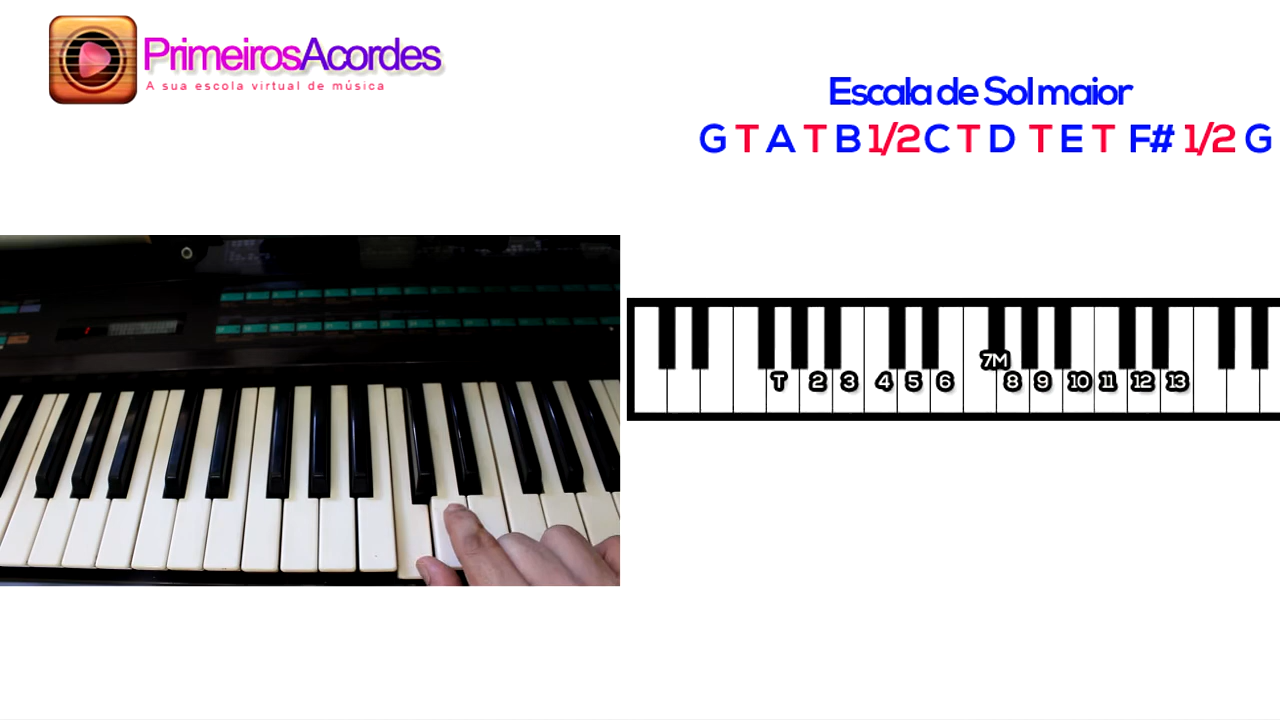 PrimeirosAcordes
A sua escola virtual de música
Escala de Sol maior
G T A T B 1/2 C T D T E T F# 1/2 G
7M
T 2 3 4 5 6 8 9 10 11 12 13